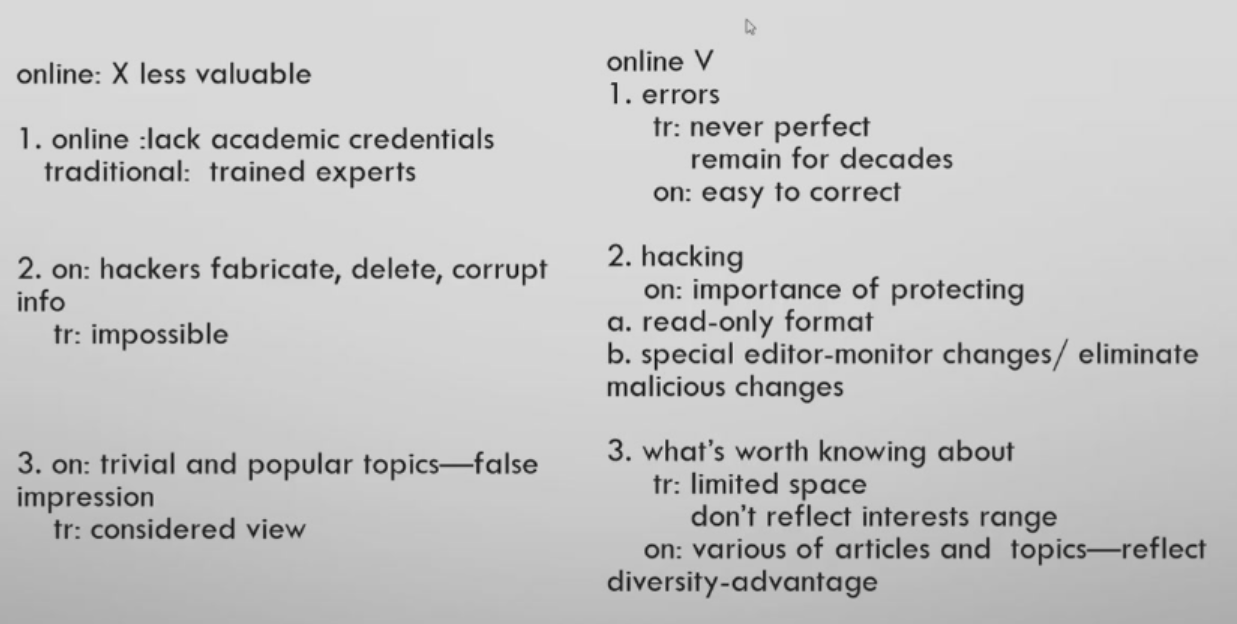 online: X less valuable
1. online :lack academic credentials
traditional: trained experts
2. on: hackers fabricate, delete, corrupt
info
tr: impossible
3. on: trivial and popular topics—false
impression
tr: considered view
online V
1. errors
tr: never perfect
remain for decades
on: easy to correct
2. hacking
on: importance of protecting
a. read-only format
b. special editor-monitor changes/ eliminate
malicious changes
3. what's worth knowing about
tr: limited space
don't reflect interests range
on: various of articles and topics—reflect
diversity-advantage